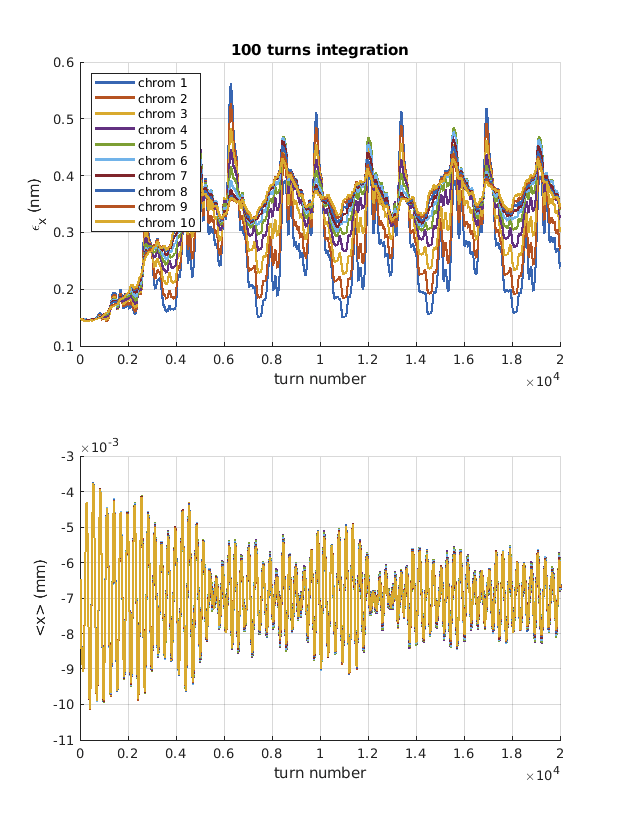 100 turns integration
0.6
0.5
0.4
0.3
0.2
0.1
ϵx (nm)
chrom 1
chrom 2
chrom 3
chrom 4
chrom 5
chrom 6
chrom 7
chrom 8
chrom 9
chrom 10
0 0.2 0.4 0.6 0.8 1 1.2 1.4 1.6 1.8 2
turn number
×10^4
×10^-3
-3
-4
-5
-6
-7
-8
-9
-10
-11
<x> (mm)
0 0.2 0.4 0.6 0.8 1 1.2 1.4 1.6 1.8 2
turn number
×10^4